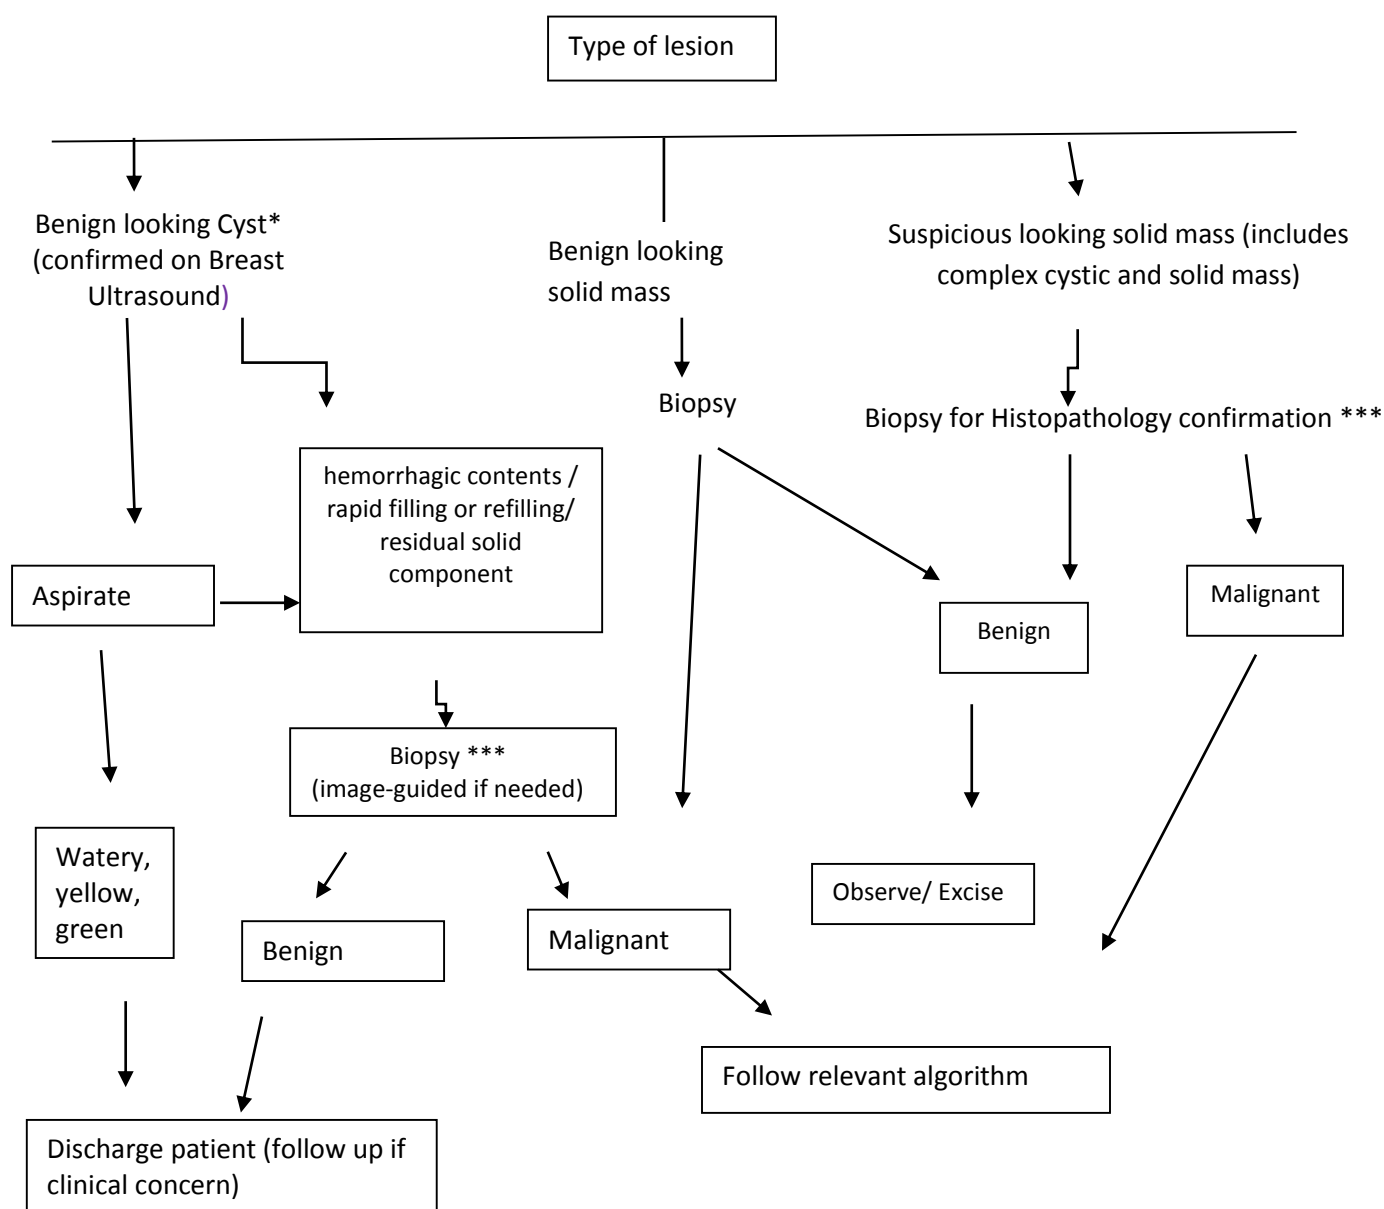 Type of lesion
Benign looking Cyst*
(confirmed on Breast
Ultrasound)
Benign looking
solid mass
Suspicious looking solid mass (includes
complex cystic and solid mass)
Biopsy
Biopsy for Histopathology confirmation ***
hemorrhagic contents /
rapid filling or refilling/
residual solid
component
Aspirate
Benign
Malignant
Biopsy ***
(image-guided if needed)
Watery,
yellow,
green
Benign
Malignant
Observe/ Excise
Follow relevant algorithm
Discharge patient (follow up if
clinical concern)